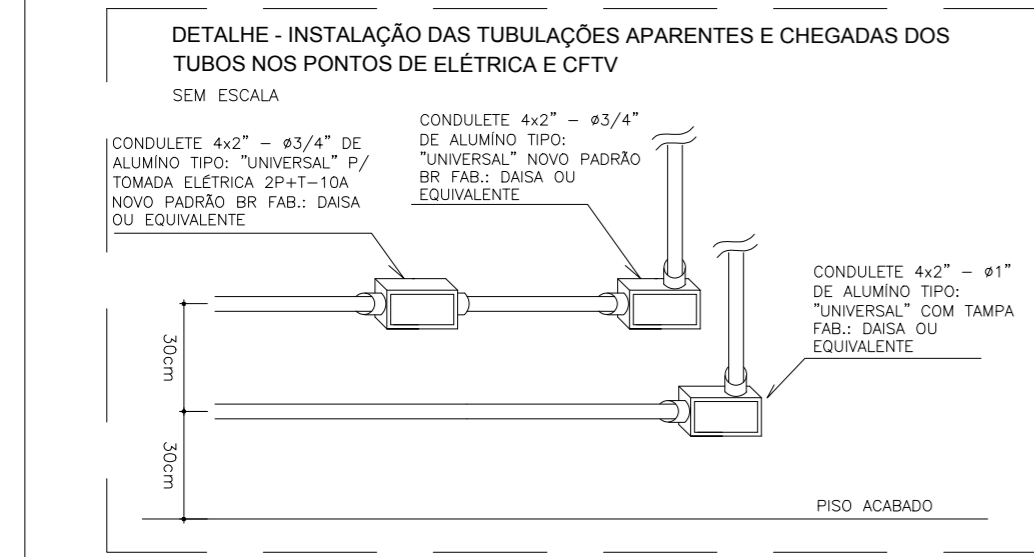 DETALHE - INSTALAÇÃO DAS TUBULAÇÕES APARENTES E CHEGADAS DOS
TUBOS NOS PONTOS DE ELÉTRICA E CFTV
SEM ESCALA
CONDULETE 4x2" - ø3/4" DE
ALUMÍNO TIPO: "UNIVERSAL" P/
TOMADA ELÉTRICA 2P+T-10A
NOVO PADRÃO BR FAB.: DAISA
OU EQUIVALENTE
CONDULETE 4x2" - ø3/4"
DE ALUMÍNO TIPO:
"UNIVERSAL" NOVO PADRÃO
BR FAB.: DAISA OU
EQUIVALENTE
CONDULETE 4x2" - ø1"
DE ALUMÍNO TIPO:
"UNIVERSAL" COM TAMPA
FAB.: DAISA OU
EQUIVALENTE
30cm
30cm
PISO ACABADO